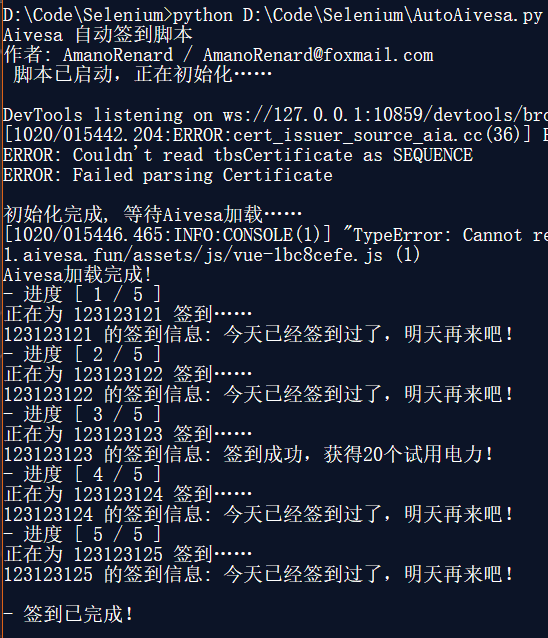 D:\Code\Selenium>python D:\Code\Selenium\AutoAivesa.py
Aivesa 自动签到脚本
作者: AmanoRenard / AmanoRenard@foxmail.com
脚本已启动，正在初始化……
DevTools listening on ws://127.0.0.1:10859/devtools/bro
[1020/015442.204:ERROR:cert_issuer_source_aia.cc(36)] E
ERROR: Couldn't read tbsCertificate as SEQUENCE
ERROR: Failed parsing Certificate
初始化完成, 等待Aivesa加载……
[1020/015446.465:INFO:CONSOLE(1)] "TypeError: Cannot re
1.aivesa.fun/assets/js/vue-1bc8cefe.js (1)
Aivesa加载完成!
- 进度 [ 1 / 5 ]
正在为 123123121 签到……
123123121 的签到信息: 今天已经签到过了，明天再来吧!
- 进度 [ 2 / 5 ]
正在为 123123122 签到……
123123122 的签到信息: 今天已经签到过了，明天再来吧!
- 进度 [ 3 / 5 ]
正在为 123123123 签到……
123123123 的签到信息: 签到成功，获得20个试用电力!
- 进度 [ 4 / 5 ]
正在为 123123124 签到……
123123124 的签到信息: 今天已经签到过了，明天再来吧!
- 进度 [ 5 / 5 ]
正在为 123123125 签到……
123123125 的签到信息: 今天已经签到过了，明天再来吧!
- 签到已完成!